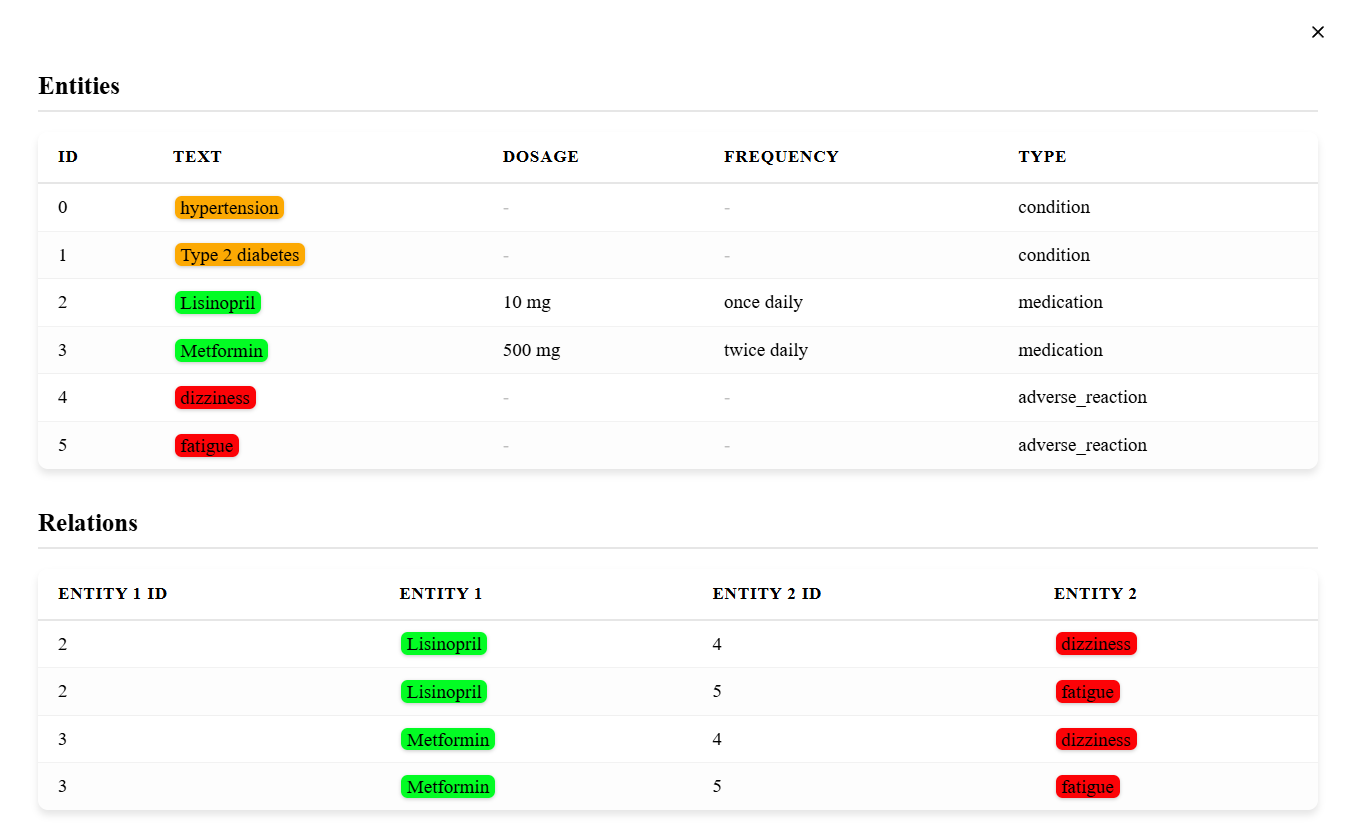 ×
Entities
ID TEXT DOSAGE FREQUENCY TYPE
0 hypertension - - condition
1 Type 2 diabetes - - condition
2 Lisinopril 10 mg once daily medication
3 Metformin 500 mg twice daily medication
4 dizziness - - adverse_reaction
5 fatigue - - adverse_reaction
Relations
ENTITY 1 ID ENTITY 1 ENTITY 2 ID ENTITY 2
2 Lisinopril 4 dizziness
2 Lisinopril 5 fatigue
3 Metformin 4 dizziness
3 Metformin 5 fatigue